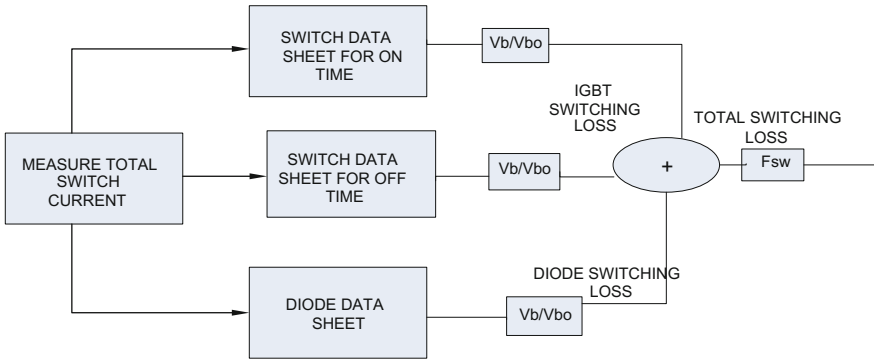 SWITCH DATA
SHEET FOR ON
TIME
Vb/Vbo
IGBT
SWITCHING
LOSS
TOTAL SWITCHING
LOSS
MEASURE TOTAL
SWITCH
CURRENT
SWITCH DATA
SHEET FOR OFF
TIME
Vb/Vbo
+
Fsw
DIODE SWITCHING
LOSS
DIODE DATA
SHEET
Vb/Vbo